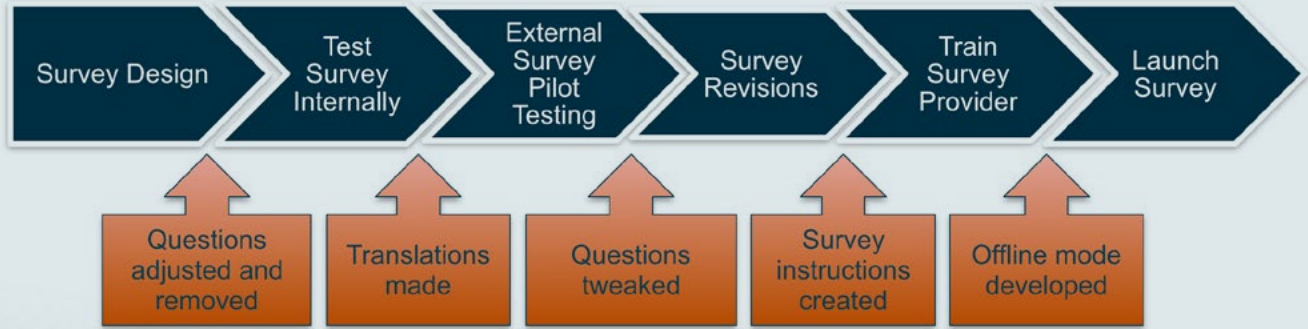 Survey Design
Test
Survey
Internally
External
Survey
Pilot
Testing
Survey
Revisions
Train
Survey
Provider
Launch
Survey
Questions
adjusted and
removed
Translations
made
Questions
tweaked
Survey
instructions
created
Offline mode
developed